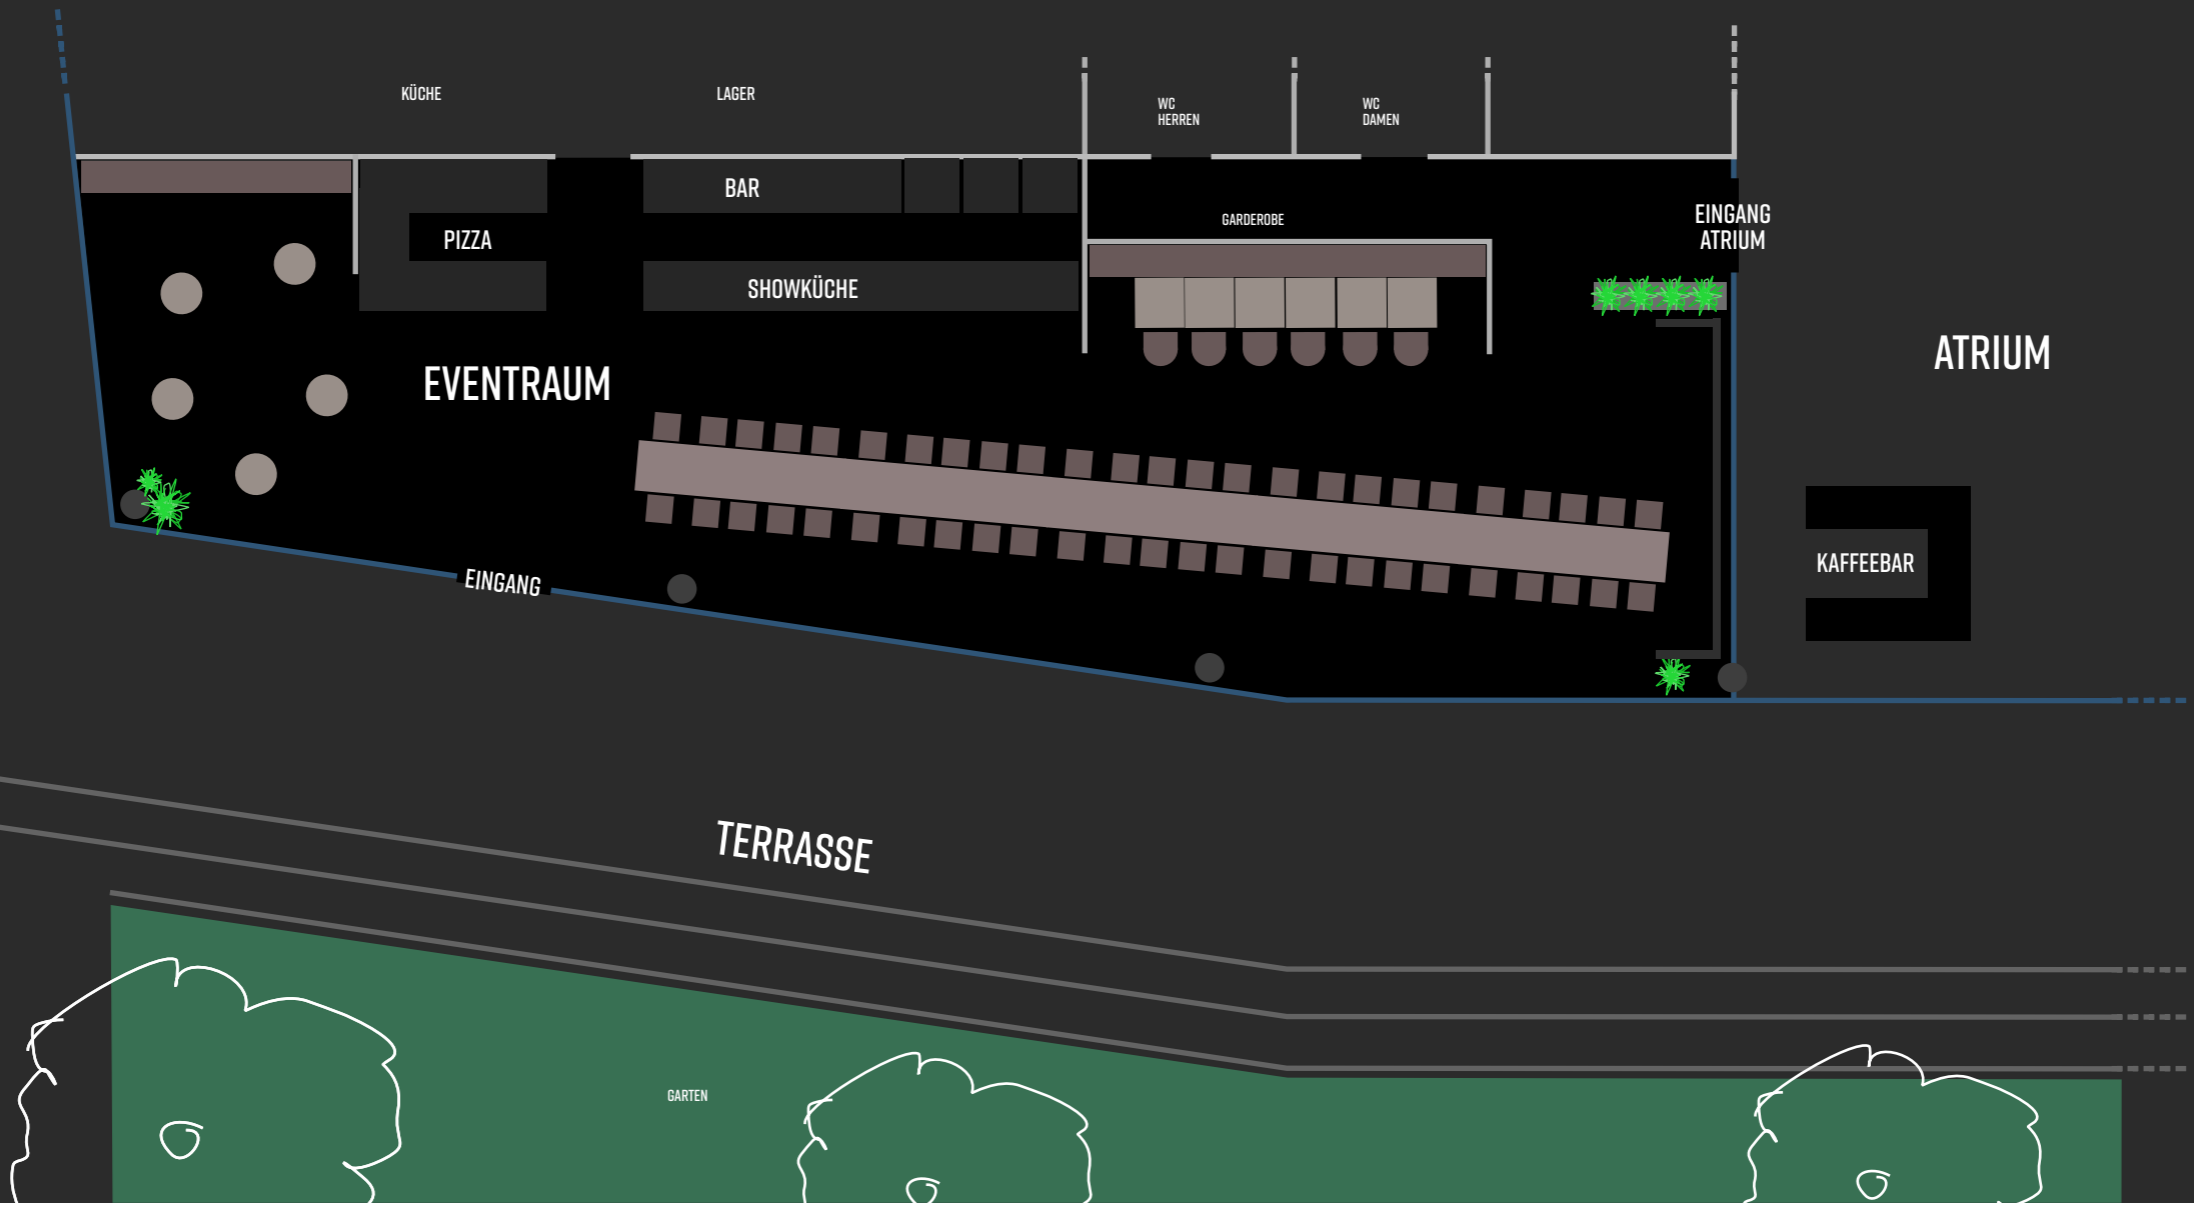 KÜCHE
LAGER
WC
HERREN
WC
DAMEN
BAR
PIZZA
GARDEROBE
EINGANG
ATRIUM
SHOWKÜCHE
EVENTRAUM
ATRIUM
KAFFEEBAR
EINGANG
TERRASSE
GARTEN